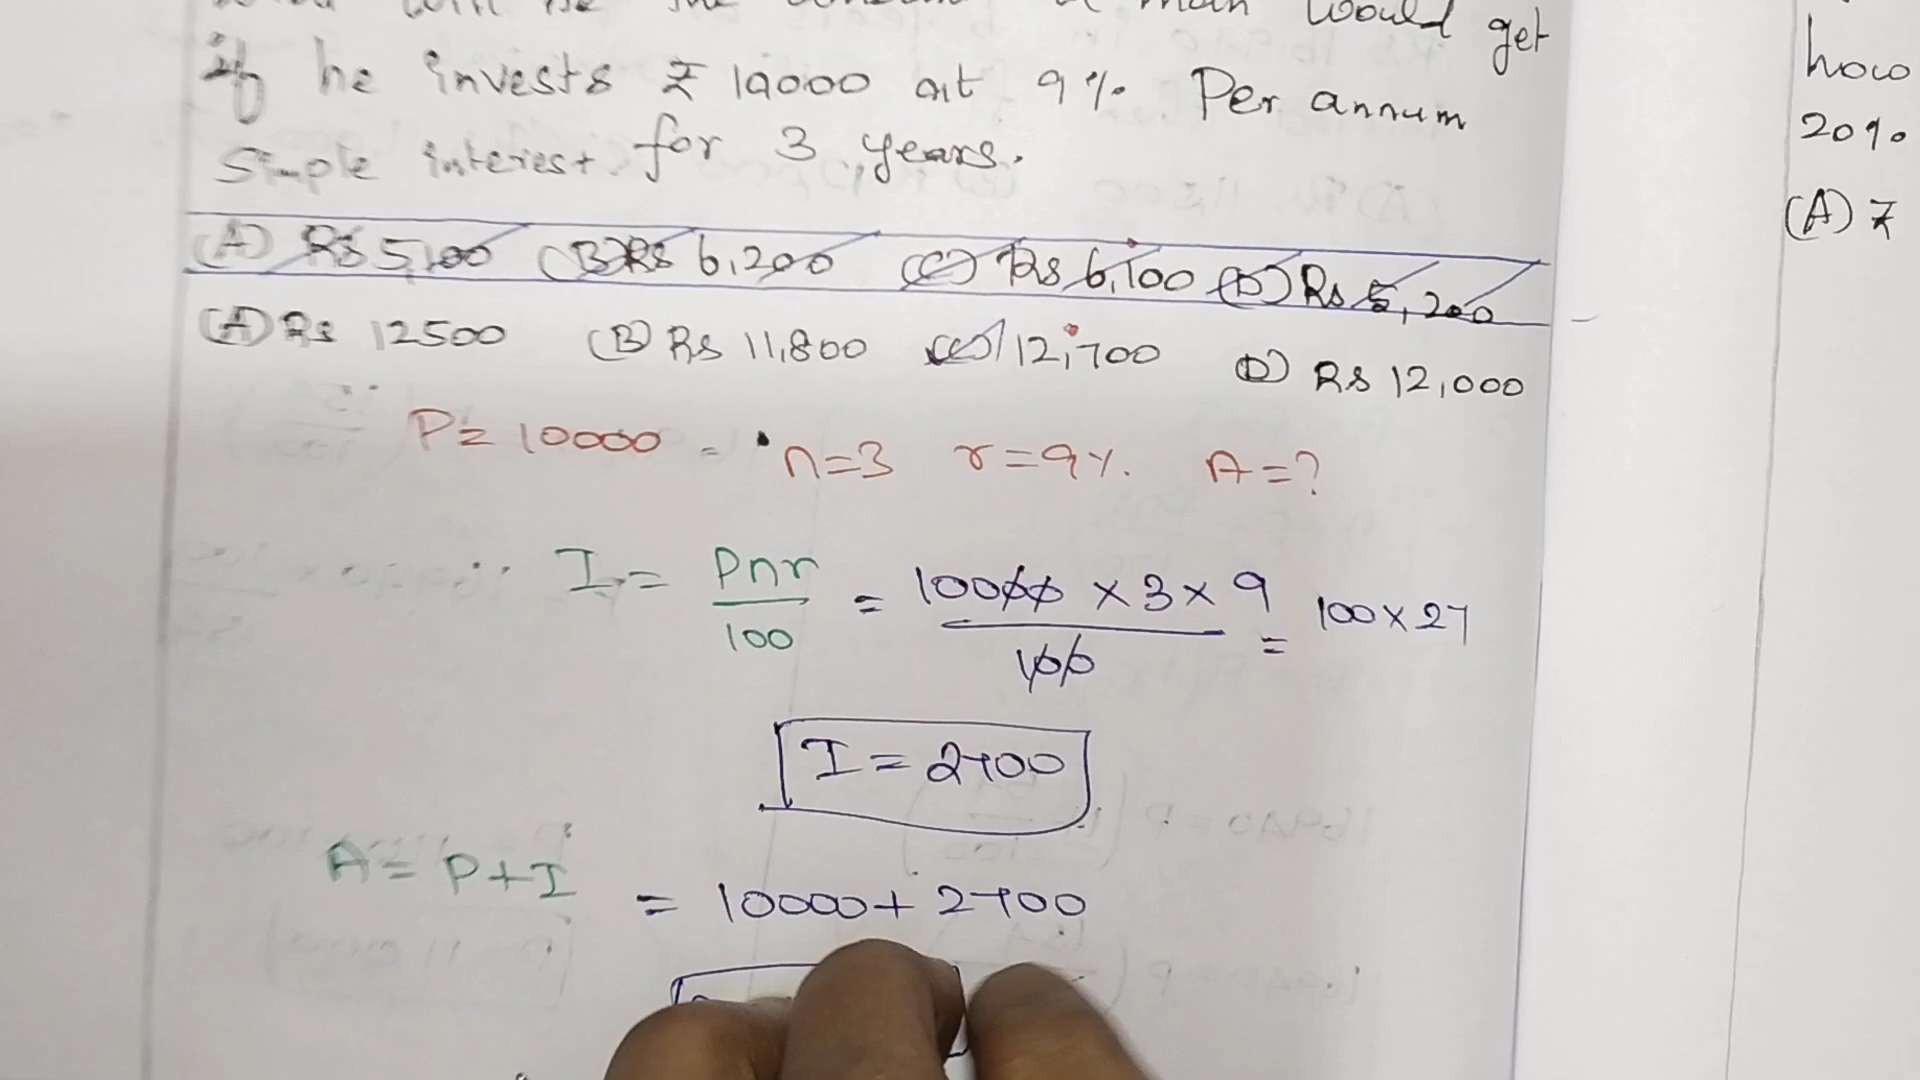 would get
if he invests ₹ 10000 at 9% Per annum
Simple interest for 3 years.
(A) Rs 5,100 (B) Rs 6,200 (C) Rs 6,100 (D) Rs 5,200
(A) Rs 12500 (B) Rs 11,800 (C) 12,700 (D) Rs 12,000
P= 10000 n=3 r=9%. A=?
I = Pnr/100 = 10000 × 3 × 9/100 = 100 × 27
I = 2700
A = P+I = 10000 + 2700
how
20%
(A) ₹